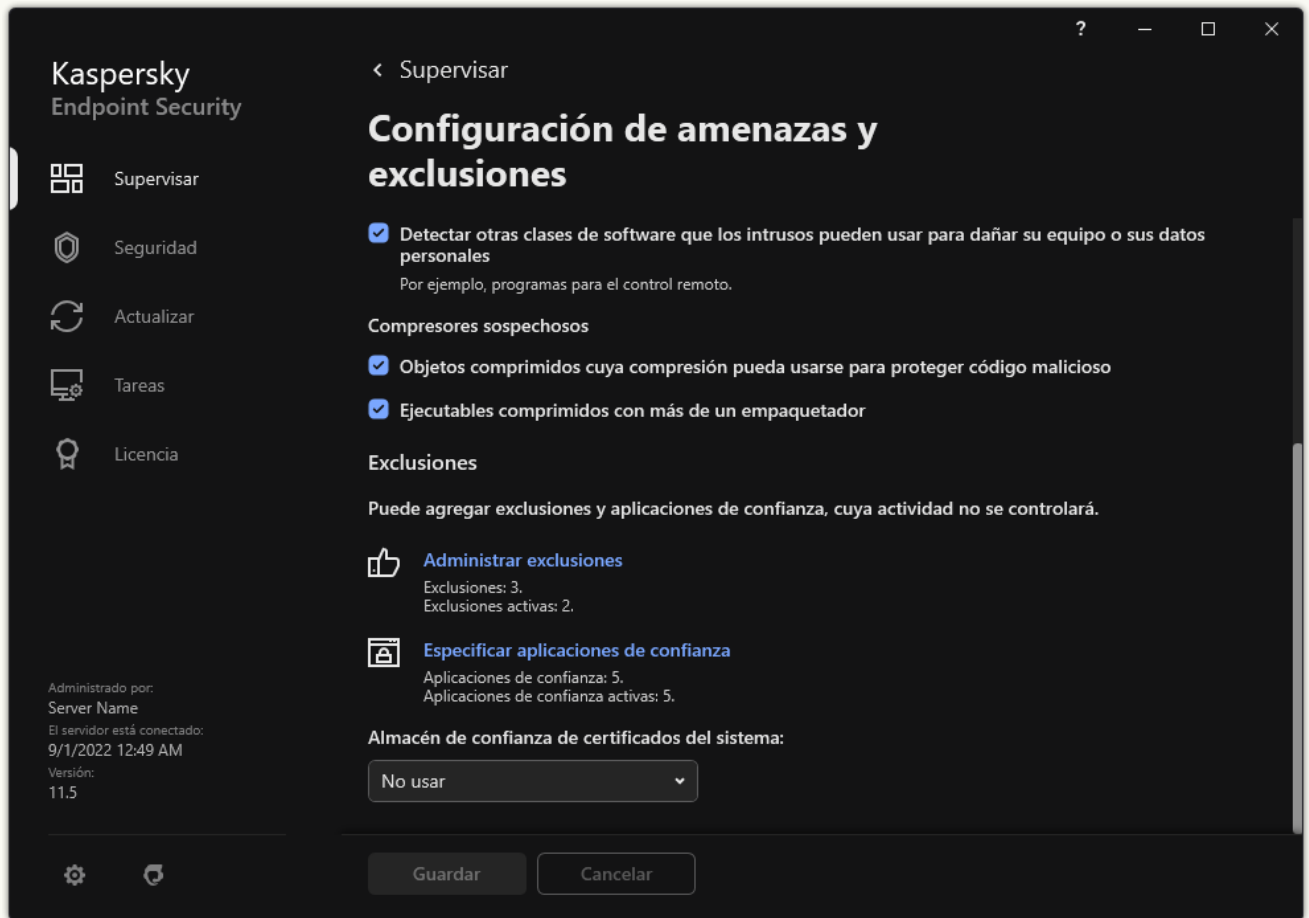 ?
Kaspersky
Endpoint Security
Supervisar
Seguridad
Actualizar
Tareas
Licencia
Administrado por:
Server Name
El servidor está conectado:
9/1/2022 12:49 AM
Versión:
11.5
Supervisar
Configuración de amenazas y
exclusiones
Detectar otras clases de software que los intrusos pueden usar para dañar su equipo o sus datos
personales
Por ejemplo, programas para el control remoto.
Compresores sospechosos
Objetos comprimidos cuya compresión pueda usarse para proteger código malicioso
Ejecutables comprimidos con más de un empaquetador
Exclusiones
Puede agregar exclusiones y aplicaciones de confianza, cuya actividad no se controlará.
Administrar exclusiones
Exclusiones: 3.
Exclusiones activas: 2.
Especificar aplicaciones de confianza
Aplicaciones de confianza: 5.
Aplicaciones de confianza activas: 5.
Almacén de confianza de certificados del sistema:
No usar
Guardar
Cancelar